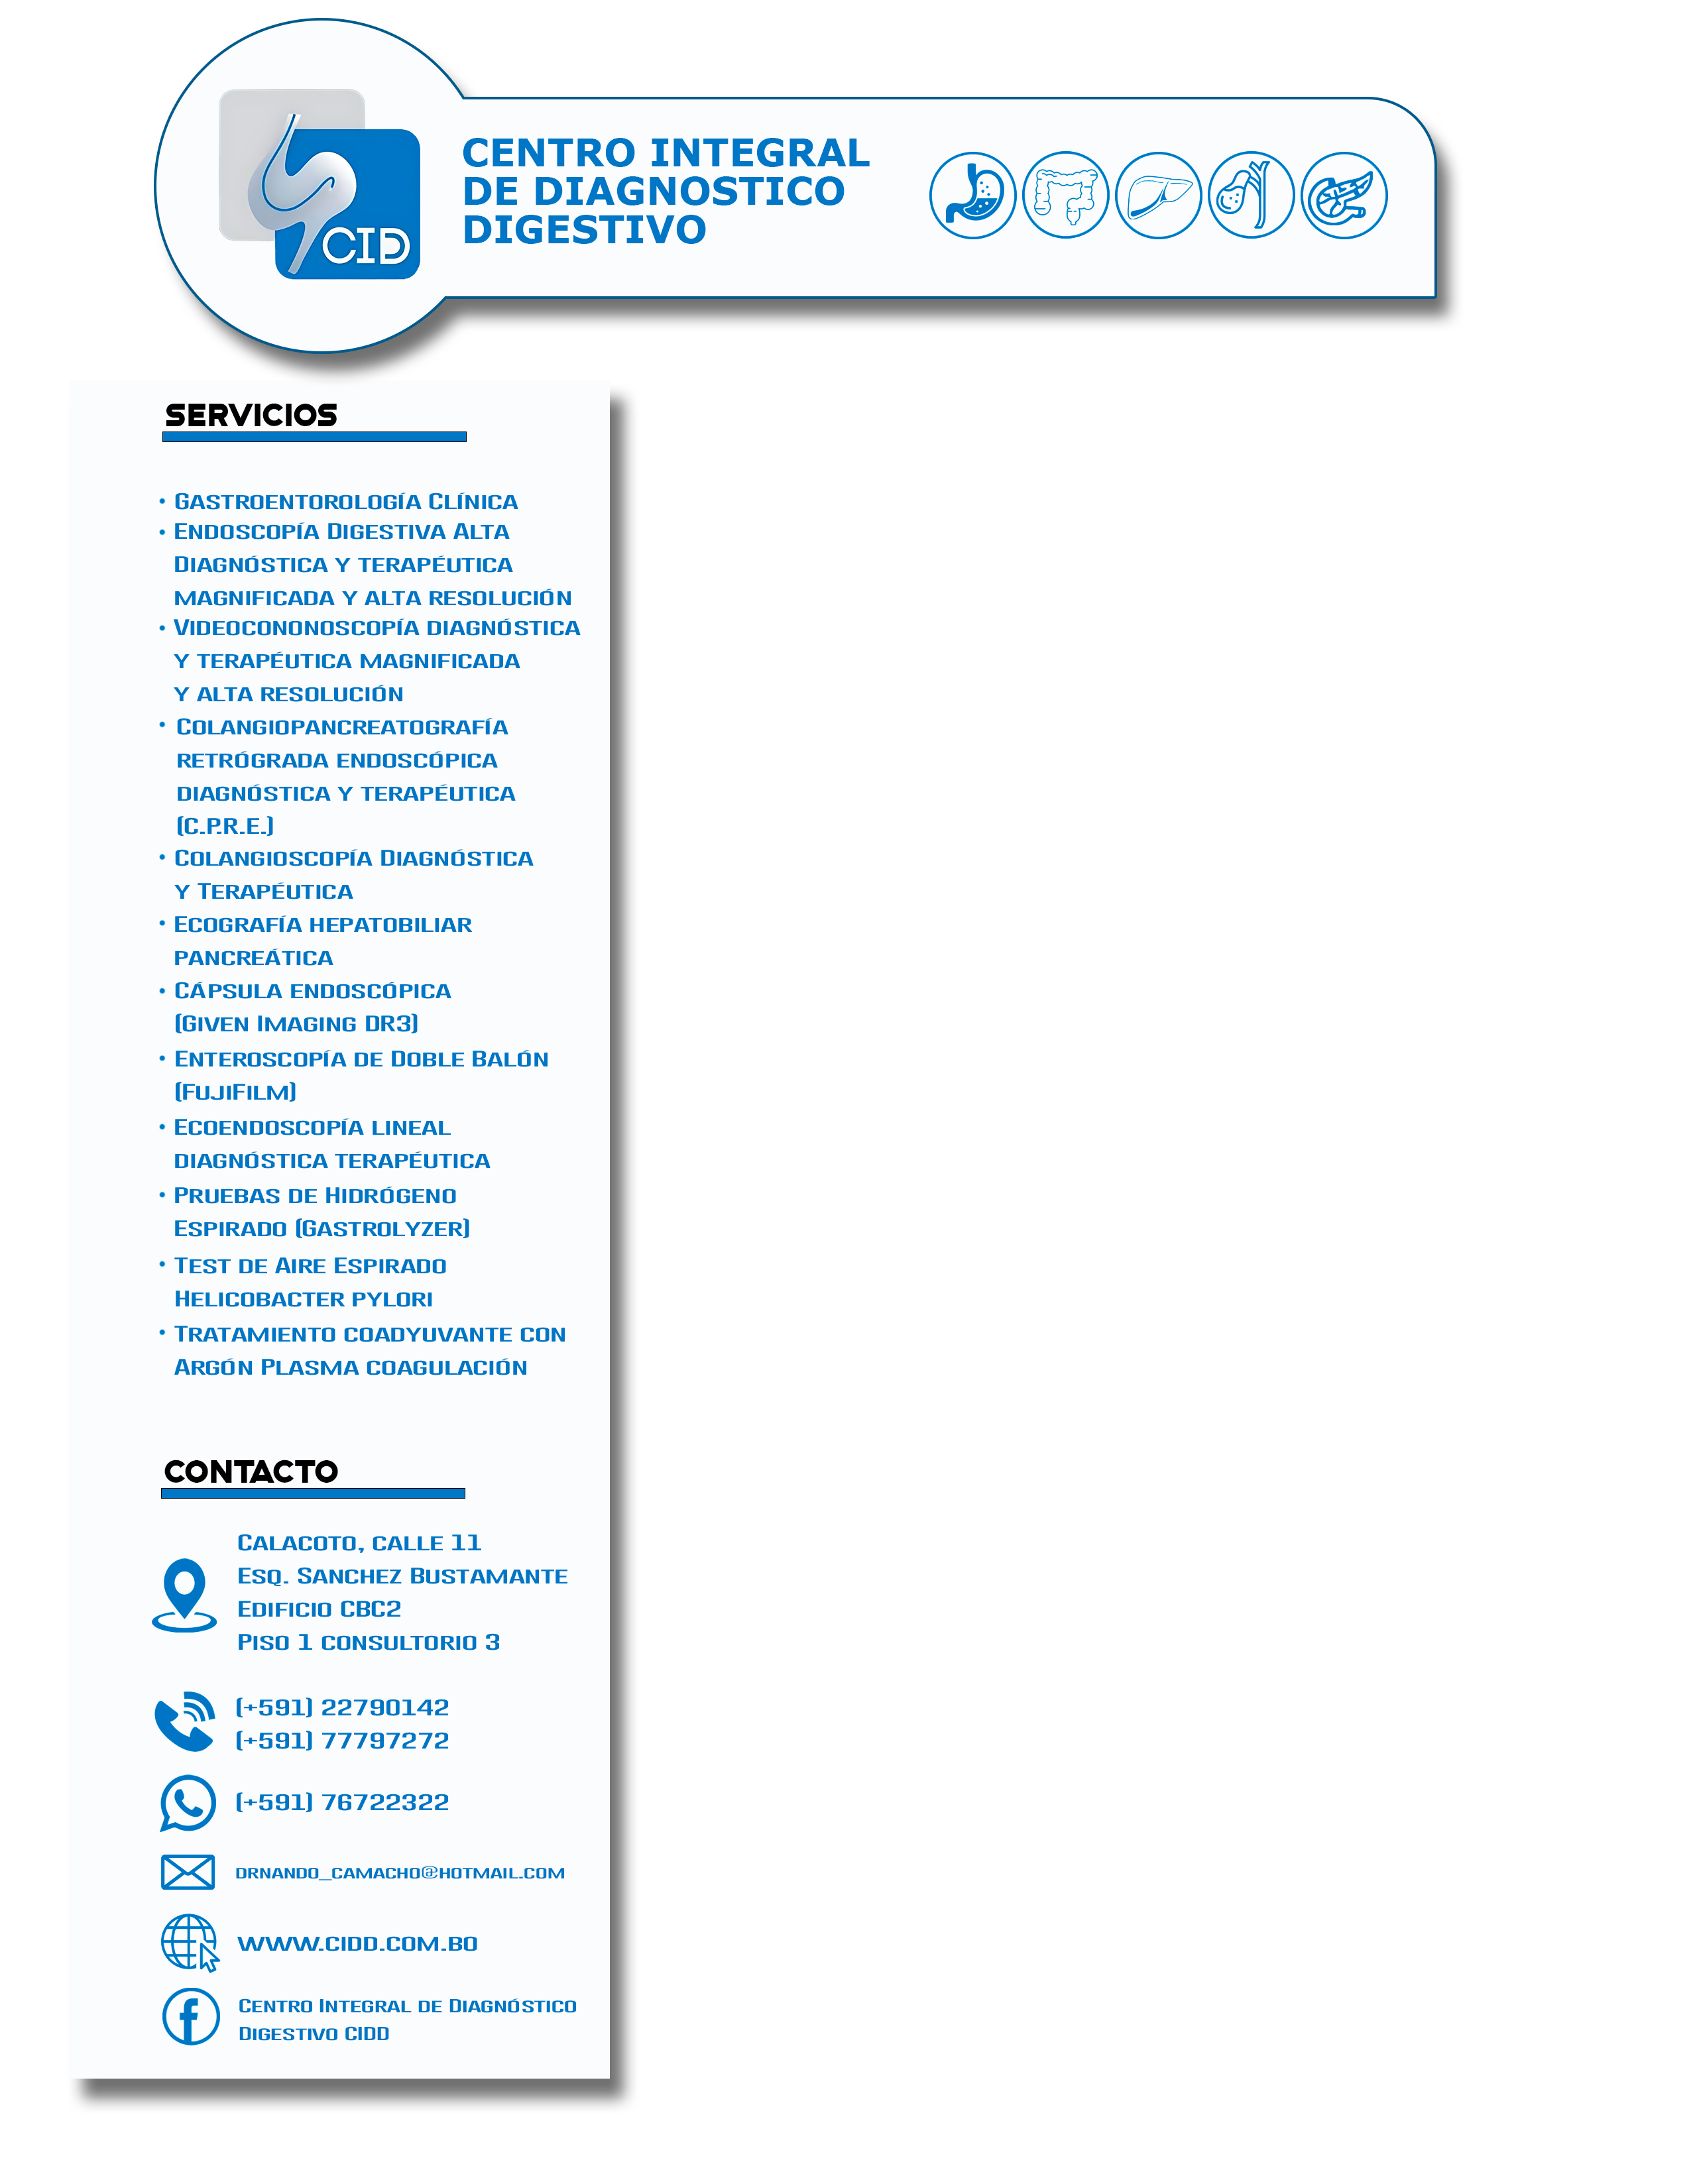 CID
CENTRO INTEGRAL
DE DIAGNOSTICO
DIGESTIVO
SERVICIOS
• Gastroentorología Clínica
• Endoscopía Digestiva Alta
Diagnóstica y terapéutica
magnificada y alta resolución
• Videocononoscopía diagnóstica
y terapéutica magnificada
y alta resolución
• Colangiopancreatografía
retrógrada endoscópica
diagnóstica y terapéutica
(C.P.R.E.)
• Colangioscopía Diagnóstica
y Terapéutica
• Ecografía hepatobiliar
pancreática
• Cápsula endoscópica
(Given Imaging DR3)
• Enteroscopía de Doble Balón
(FujiFilm)
• Ecoendoscopía lineal
diagnóstica terapéutica
• Pruebas de Hidrógeno
Espirado (Gastrolyzer)
• Test de Aire Espirado
Helicobacter pylori
• Tratamiento coadyuvante con
Argón Plasma coagulación
CONTACTO
Calacoto, calle 11
Esq. Sanchez Bustamante
Edificio CBC2
Piso 1 consultorio 3
(+591) 22790142
(+591) 77797272
(+591) 76722322
drnando_camacho@hotmail.com
www.cidd.com.bo
Centro Integral de Diagnóstico
Digestivo CIDD